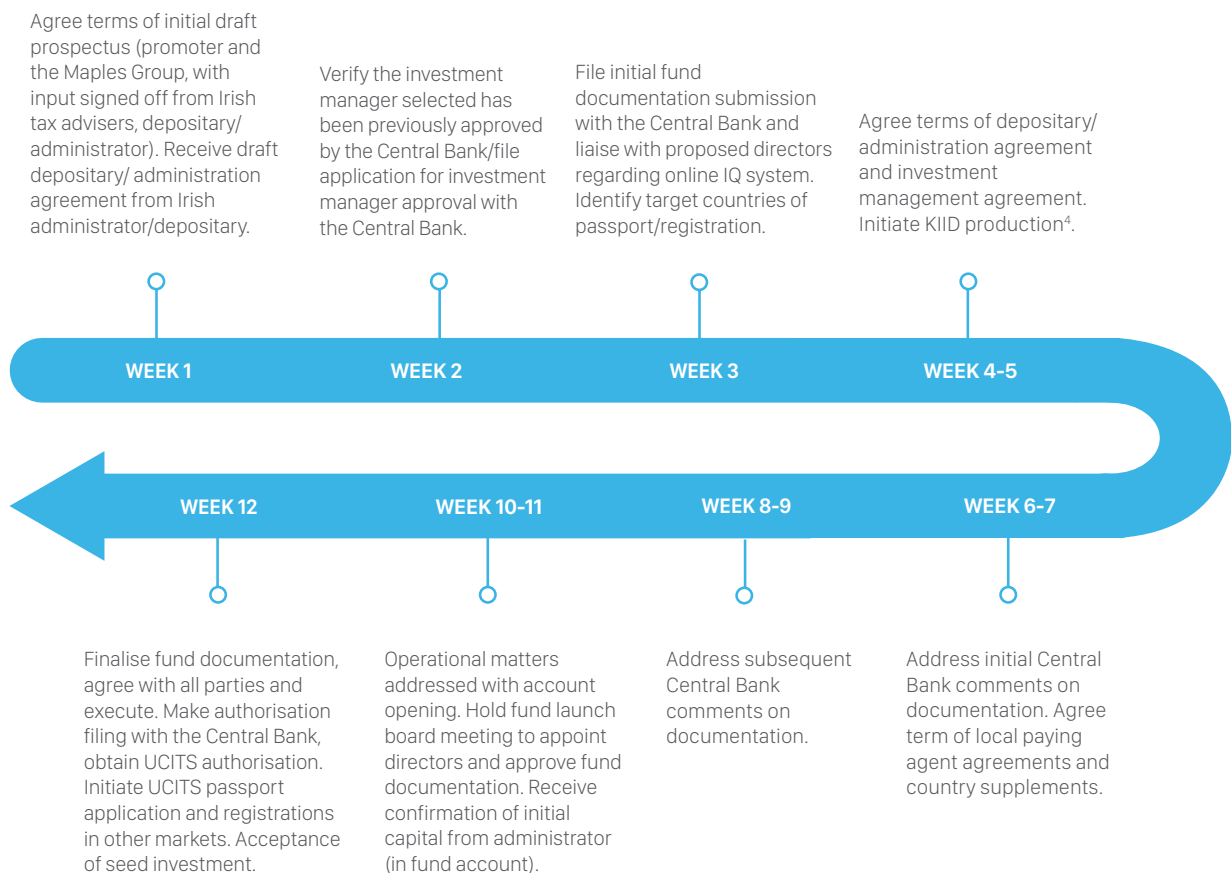 Agree terms of initial draft
prospectus (promoter and
the Maples Group, with
input signed off from Irish
tax advisers, depositary/
administrator). Receive draft
depositary/ administration
agreement from Irish
administrator/depositary.
Verify the investment
manager selected has
been previously approved
by the Central Bank/file
application for investment
manager approval with
the Central Bank.
File initial fund
documentation submission
with the Central Bank and
liaise with proposed directors
regarding online IQ system.
Identify target countries of
passport/registration.
Agree terms of depositary/
administration agreement
and investment
management agreement.
Initiate KIID production⁴.
WEEK 1
WEEK 2
WEEK 3
WEEK 4-5
WEEK 12
WEEK 10-11
WEEK 8-9
WEEK 6-7
Finalise fund documentation,
agree with all parties and
execute. Make authorisation
filing with the Central Bank,
obtain UCITS authorisation.
Initiate UCITS passport
application and registrations
in other markets. Acceptance
of seed investment.
Operational matters
addressed with account
opening. Hold fund launch
board meeting to appoint
directors and approve fund
documentation. Receive
confirmation of initial
capital from administrator
(in fund account).
Address subsequent
Central Bank
comments on
documentation.
Address initial Central
Bank comments on
documentation. Agree
term of local paying
agent agreements and
country supplements.